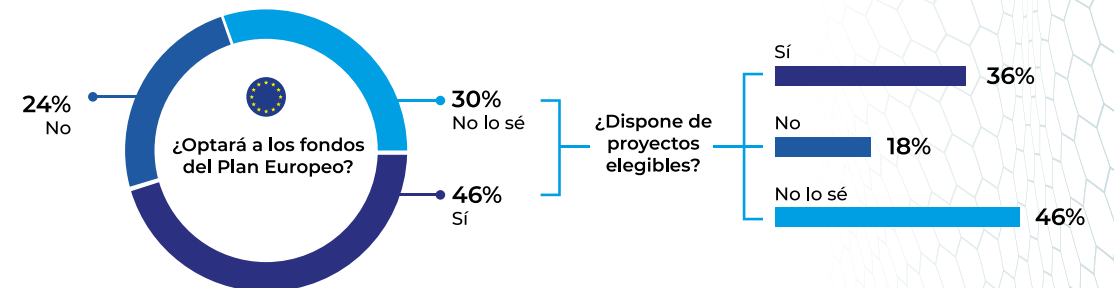 24%
No
¿Optará a los fondos
del Plan Europeo?
30%
No lo sé
46%
Sí
¿Dispone de
proyectos
elegibles?
Sí
36%
No
18%
No lo sé
46%